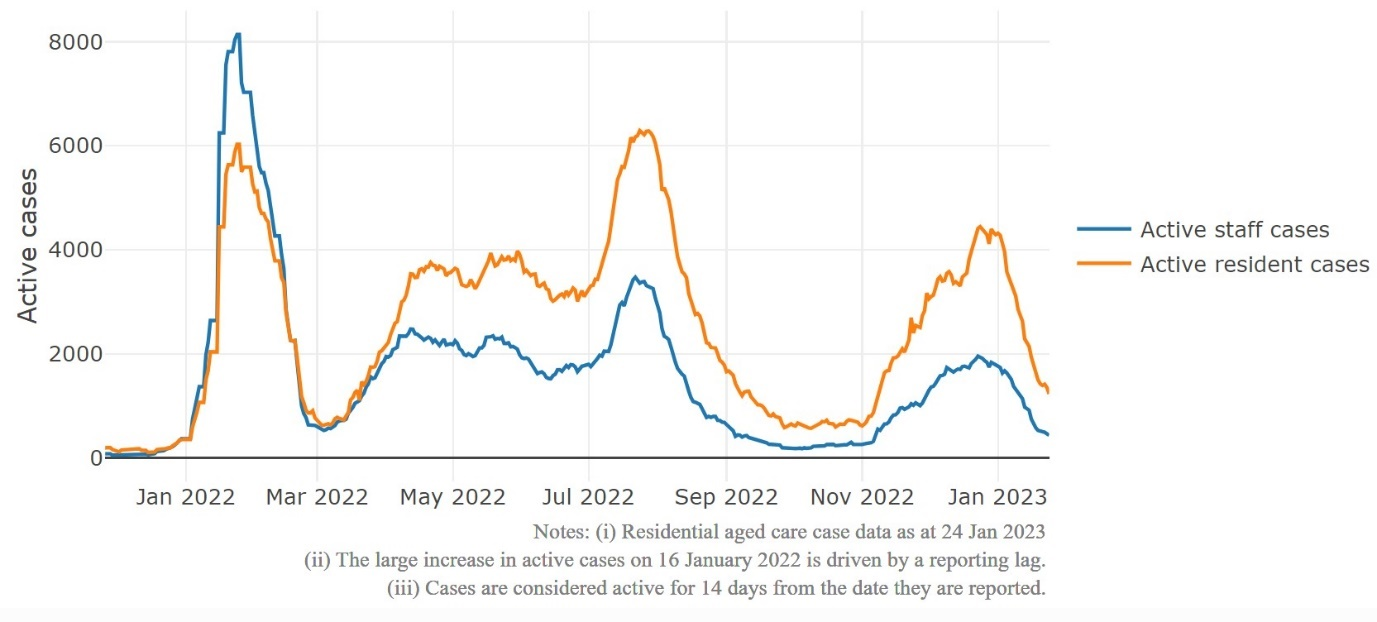 8000
6000
4000
2000
0
Active cases
Jan 2022
Mar 2022
May 2022
Jul 2022
Sep 2022
Nov 2022
Jan 2023
Active staff cases
Active resident cases
Notes: (i) Residential aged care case data as at 24 Jan 2023
(ii) The large increase in active cases on 16 January 2022 is driven by a reporting lag.
(iii) Cases are considered active for 14 days from the date they are reported.